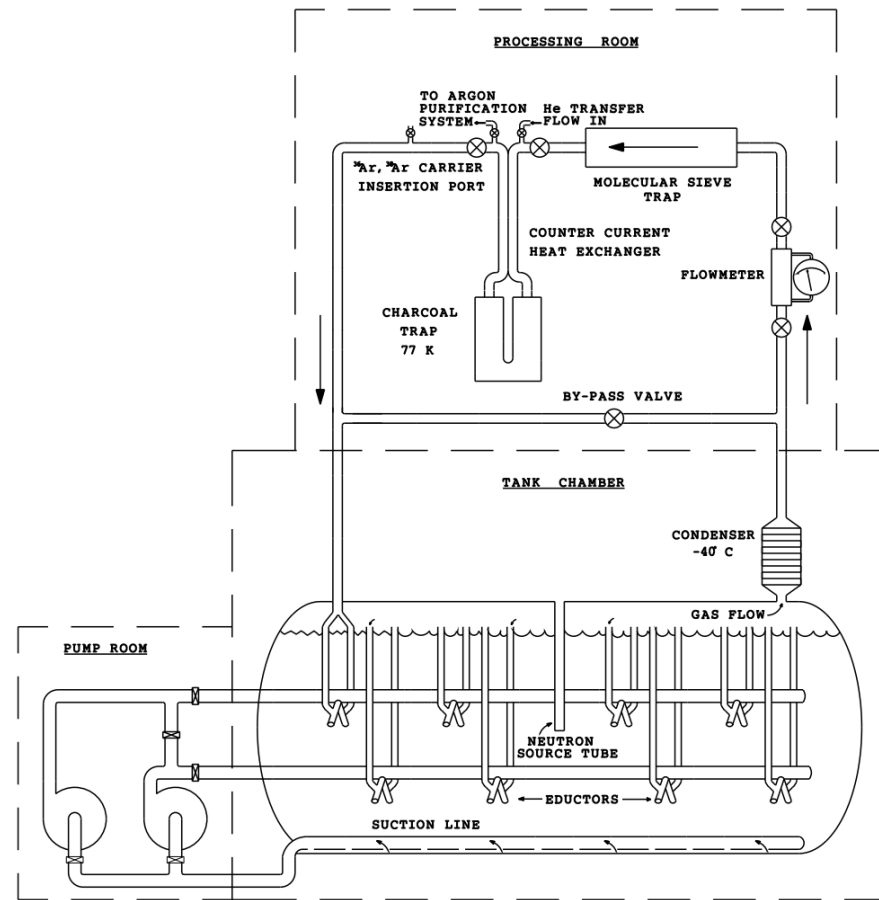 PROCESSING ROOM
TO ARGON
PURIFICATION
SYSTEM
He TRANSFER
FLOW IN
³⁶Ar, ³⁸Ar CARRIER
INSERTION PORT
MOLECULAR SIEVE
TRAP
COUNTER CURRENT
HEAT EXCHANGER
FLOWMETER
CHARCOAL
TRAP
77 K
BY-PASS VALVE
TANK CHAMBER
CONDENSER
-40° C
GAS FLOW
PUMP ROOM
NEUTRON
SOURCE TUBE
EDUCTORS
SUCTION LINE